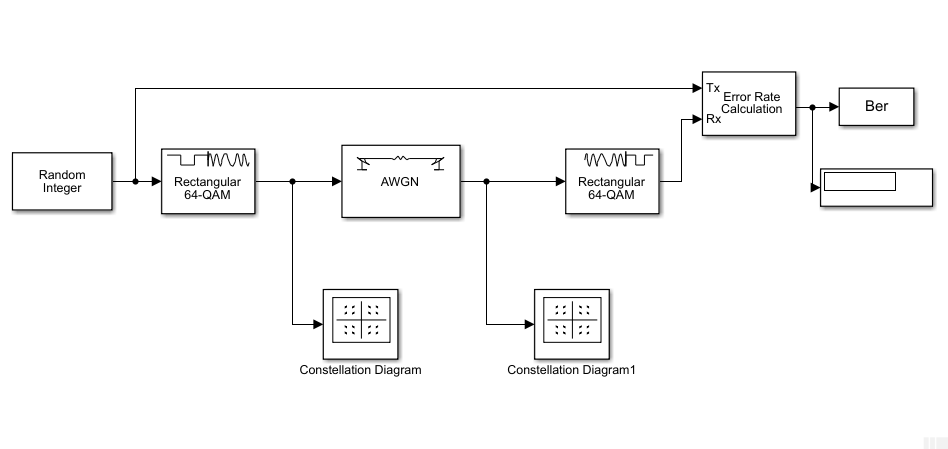 Tx
Error Rate
Calculation
Rx
Ber
Random
Integer
Rectangular
64-QAM
AWGN
Rectangular
64-QAM
Constellation Diagram
Constellation Diagram1